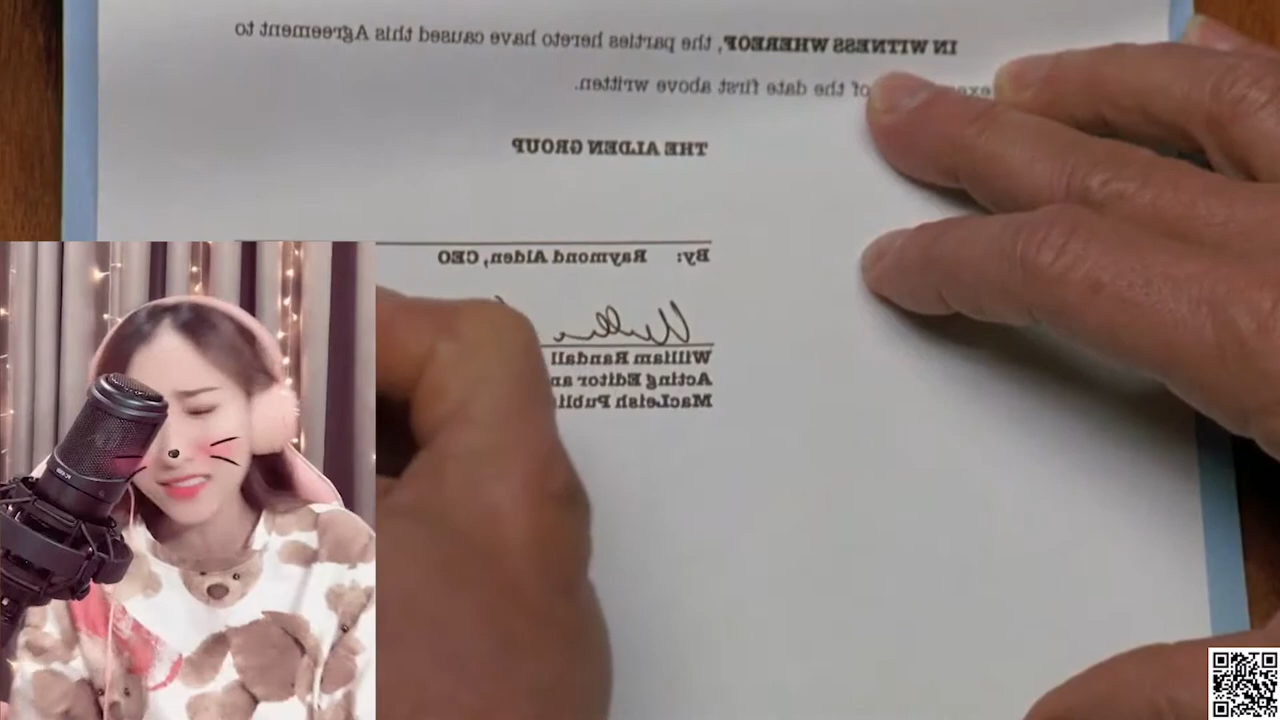 IN WITNESS WHEREOF, the parties hereto have caused this Agreement to
of the date first above written.
THE ALDEN GROUP
By: Raymond Alden, CEO
William Randall
Acting Editor
MacLeish